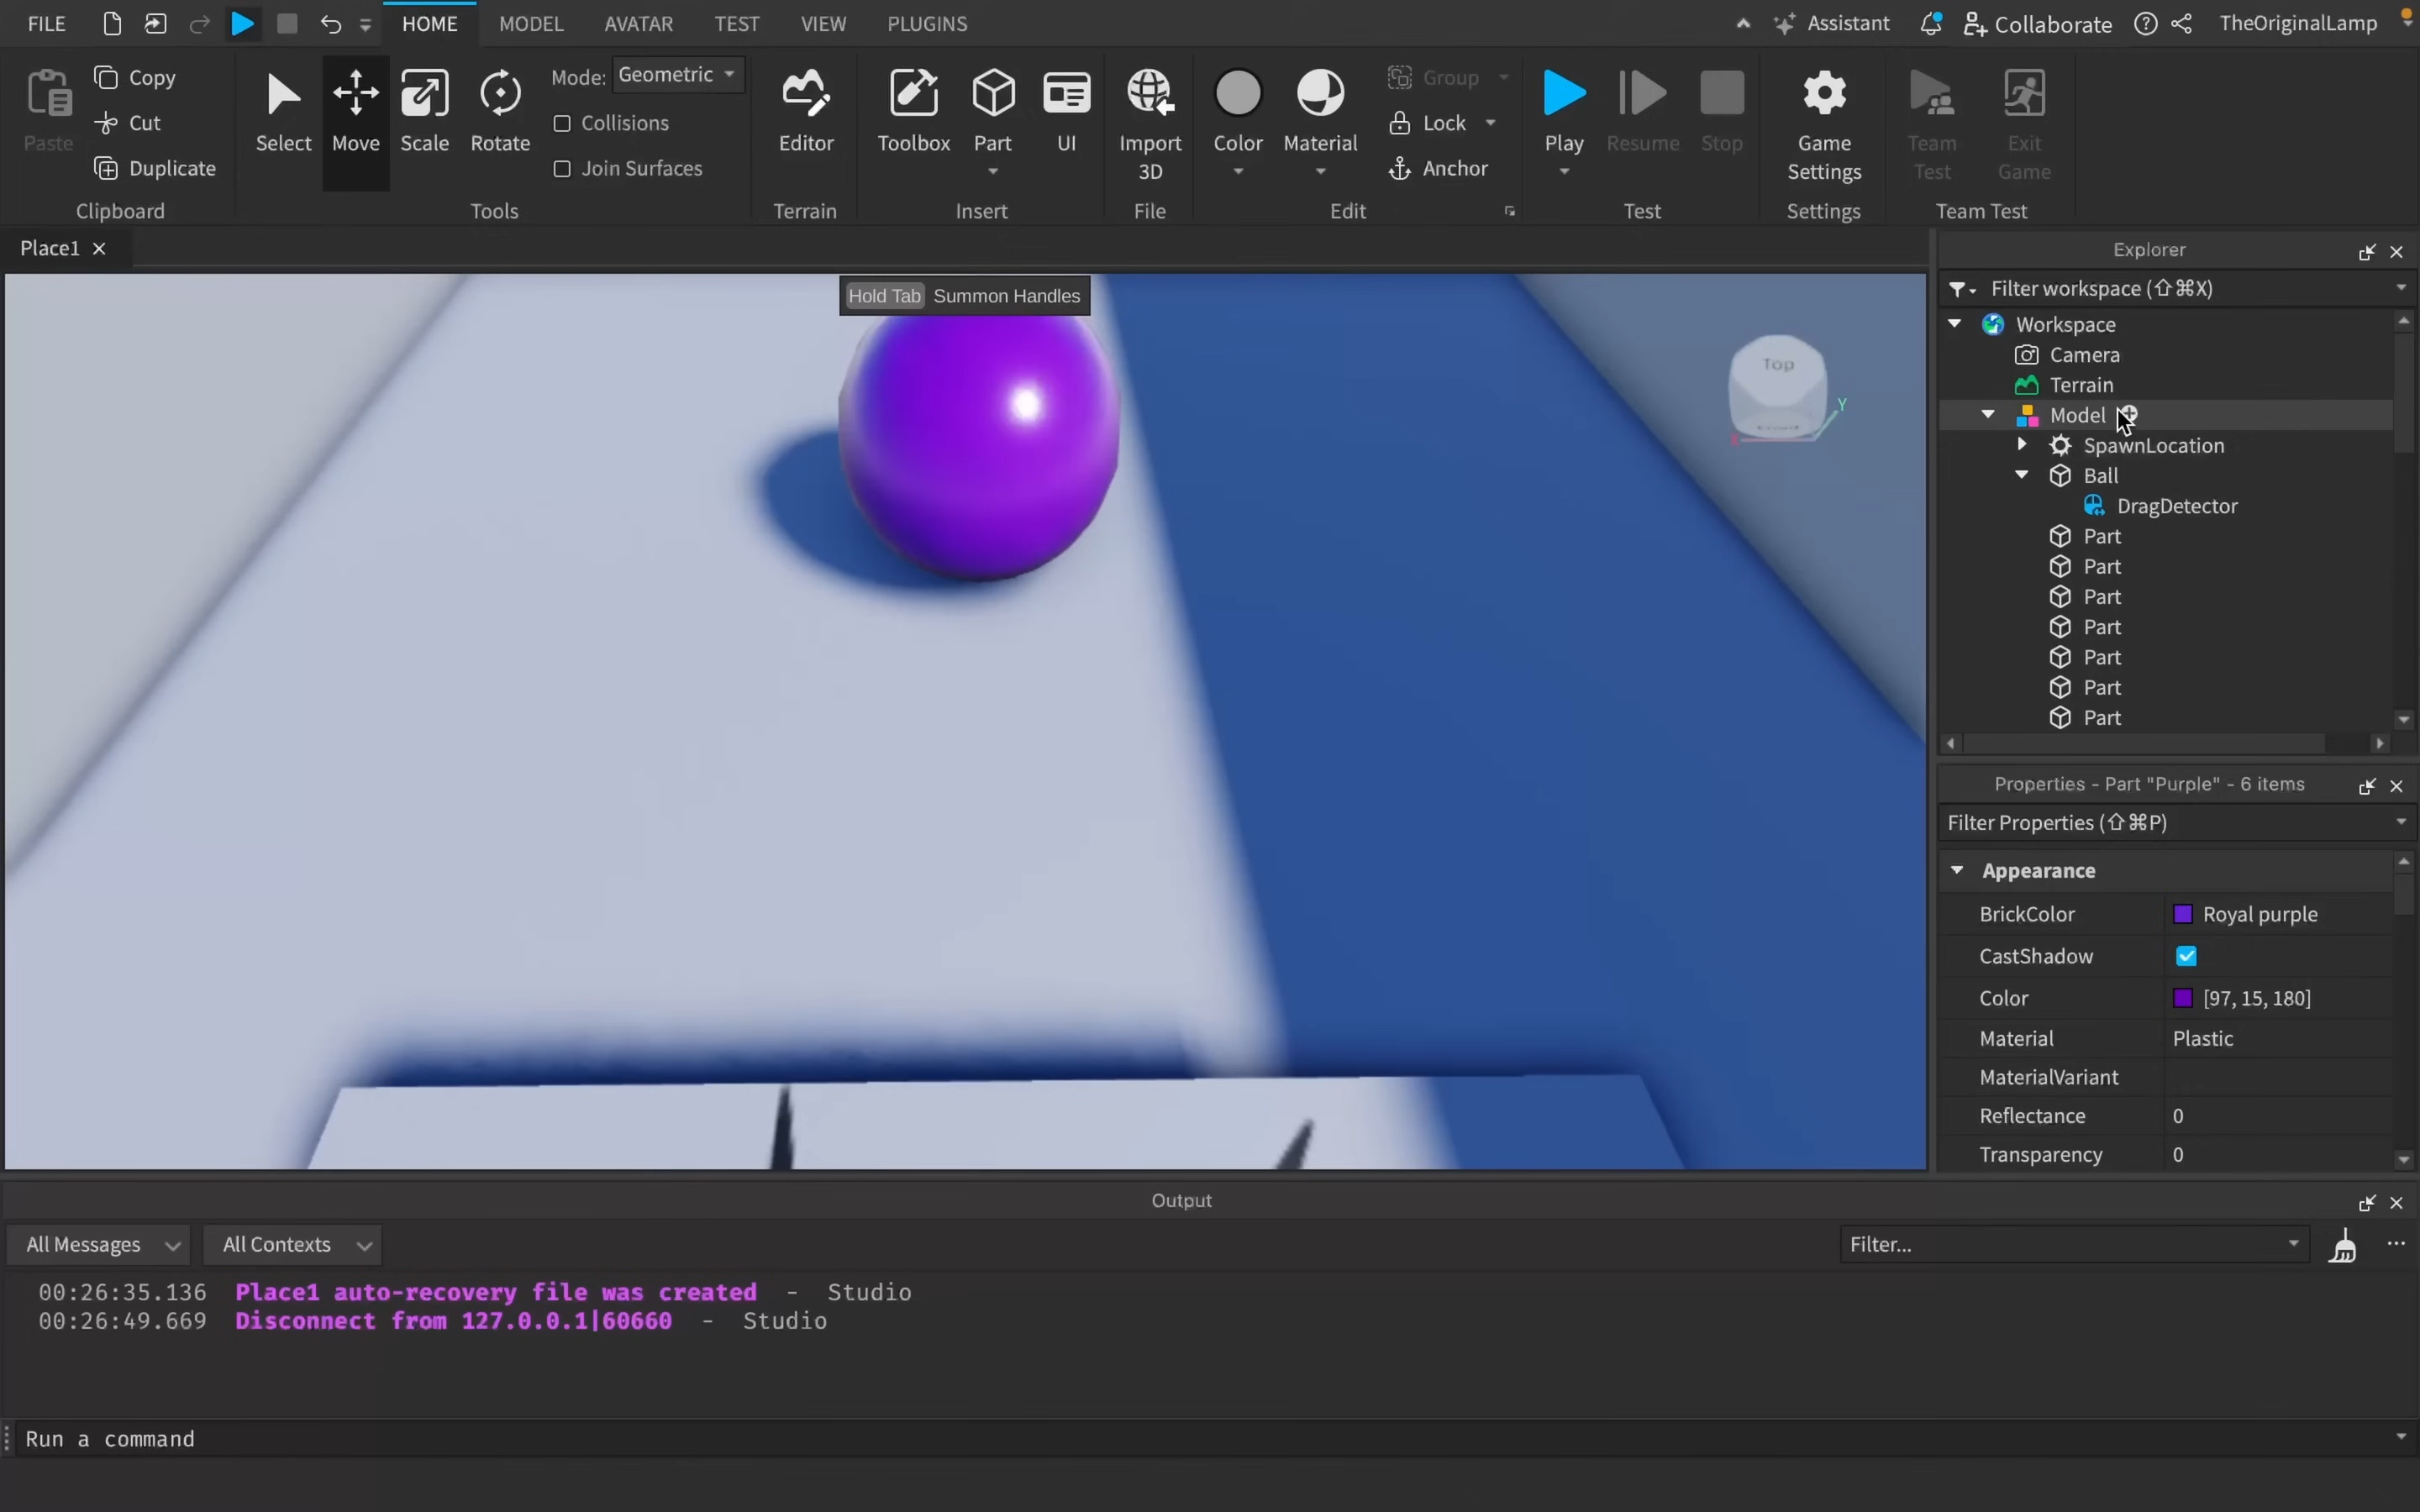 FILE HOME MODEL AVATAR TEST VIEW PLUGINS Assistant Collaborate TheOriginalLamp
Paste Copy Cut Duplicate Clipboard
Select Move Scale Rotate Mode: Geometric Collisions Join Surfaces Tools
Editor Terrain
Toolbox Part UI Insert
Import 3D File
Color Material Group Lock Anchor Edit
Play Resume Stop Test
Game Settings Settings
Team Test Exit Game Team Test
Place1
Hold Tab Summon Handles
Top
Y
Explorer
Filter workspace (⇧⌘X)
Workspace
Camera
Terrain
Model
SpawnLocation
Ball
DragDetector
Part
Part
Part
Part
Part
Part
Part
Properties - Part "Purple" - 6 items
Filter Properties (⇧⌘P)
Appearance
BrickColor Royal purple
CastShadow
Color [97, 15, 180]
Material Plastic
MaterialVariant
Reflectance 0
Transparency 0
Output
All Messages All Contexts Filter...
00:26:35.136 Place1 auto-recovery file was created - Studio
00:26:49.669 Disconnect from 127.0.0.1|60660 - Studio
Run a command